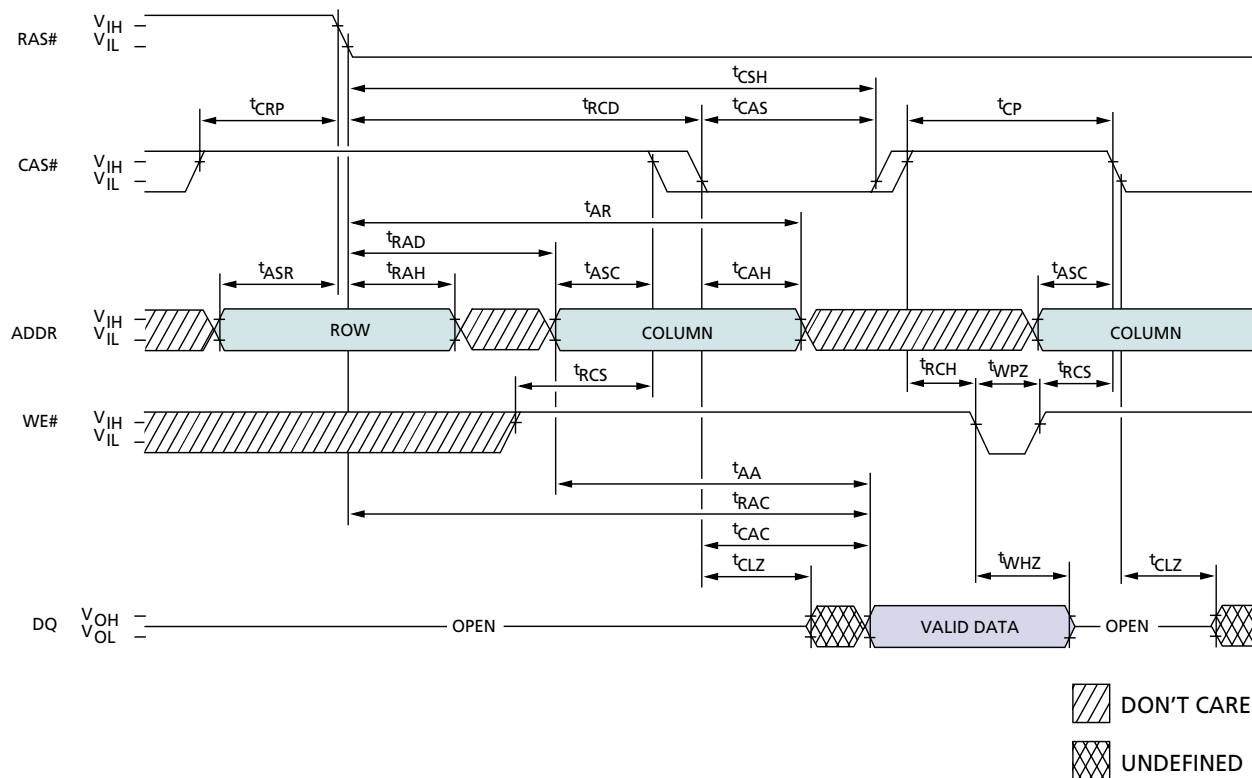 RAS# VIH
VIL
tCSH
tCRP tRCD tCAS tCP
CAS# VIH
VIL
tAR
tRAD
tASR tRAH tASC tCAH tASC
ADDR VIH
VIL
ROW COLUMN COLUMN
tRCS tRCH tWPZ tRCS
WE# VIH
VIL
tAA
tRAC
tCAC
tCLZ tWHZ tCLZ
DQ VOH
VOL
OPEN VALID DATA OPEN
DON'T CARE
UNDEFINED